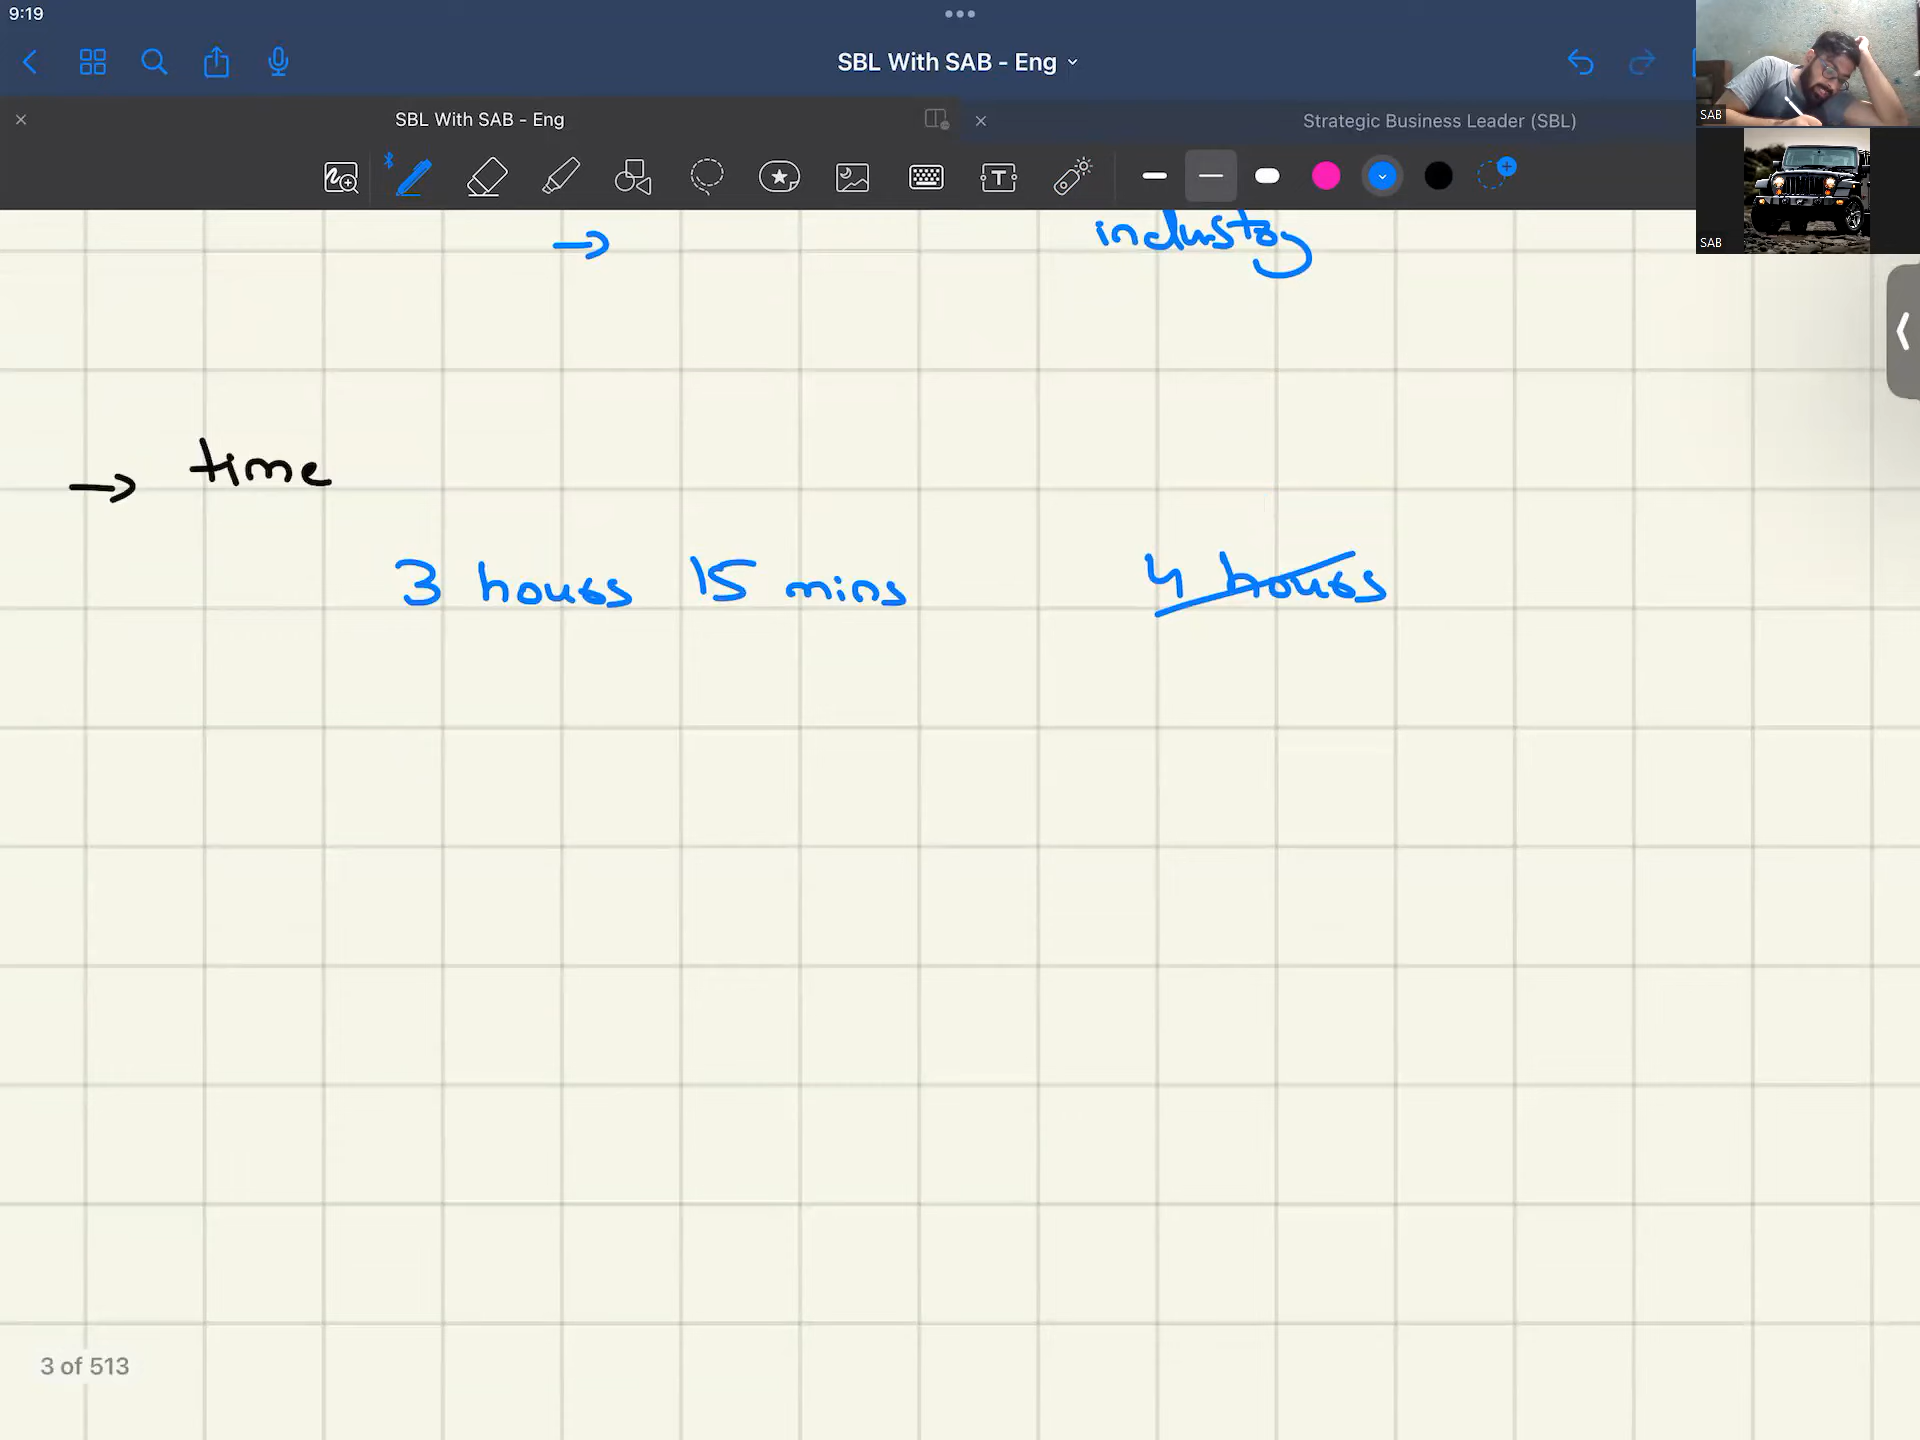 9:19
SBL With SAB - Eng
SBL With SAB - Eng
Strategic Business Leader (SBL)
SAB
SAB
→ industry
→ time
3 hours 15 mins 4 hours
3 of 513